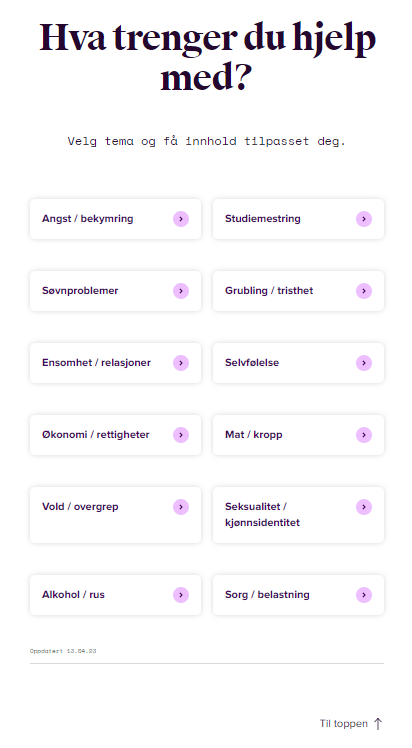 Hva trenger du hjelp
med?
Velg tema og få innhold tilpasset deg.
Angst / bekymring
Studiemestring
Søvnproblemer
Grubling / tristhet
Ensomhet / relasjoner
Selvfølelse
Økonomi / rettigheter
Mat / kropp
Vold / overgrep
Seksualitet /
kjønnsidentitet
Alkohol / rus
Sorg / belastning
Oppdatert 13.04.23
Til toppen